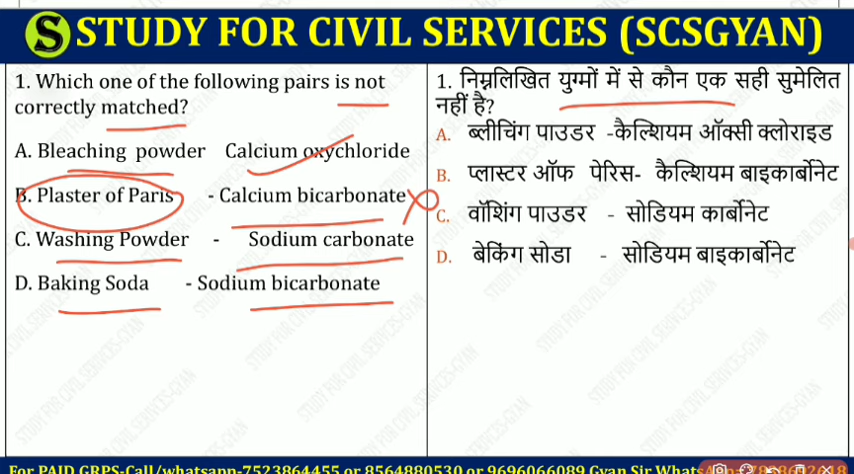 S STUDY FOR CIVIL SERVICES (SCSGYAN)
1. Which one of the following pairs is not
correctly matched?
A. Bleaching powder Calcium oxychloride
B. Plaster of Paris - Calcium bicarbonate
C. Washing Powder - Sodium carbonate
D. Baking Soda - Sodium bicarbonate
1. निम्नलिखित युग्मों में से कौन एक सही सुमेलित
नहीं है?
A. ब्लीचिंग पाउडर -कैल्शियम ऑक्सी क्लोराइड
B. प्लास्टर ऑफ पेरिस- कैल्शियम बाइकार्बोनेट
C. वॉशिंग पाउडर - सोडियम कार्बोनेट
D. बेकिंग सोडा - सोडियम बाइकार्बोनेट
For PAID GRPS-Call/whatsapp-7523864455 or 8564880530 or 9696066089 Gyan Sir